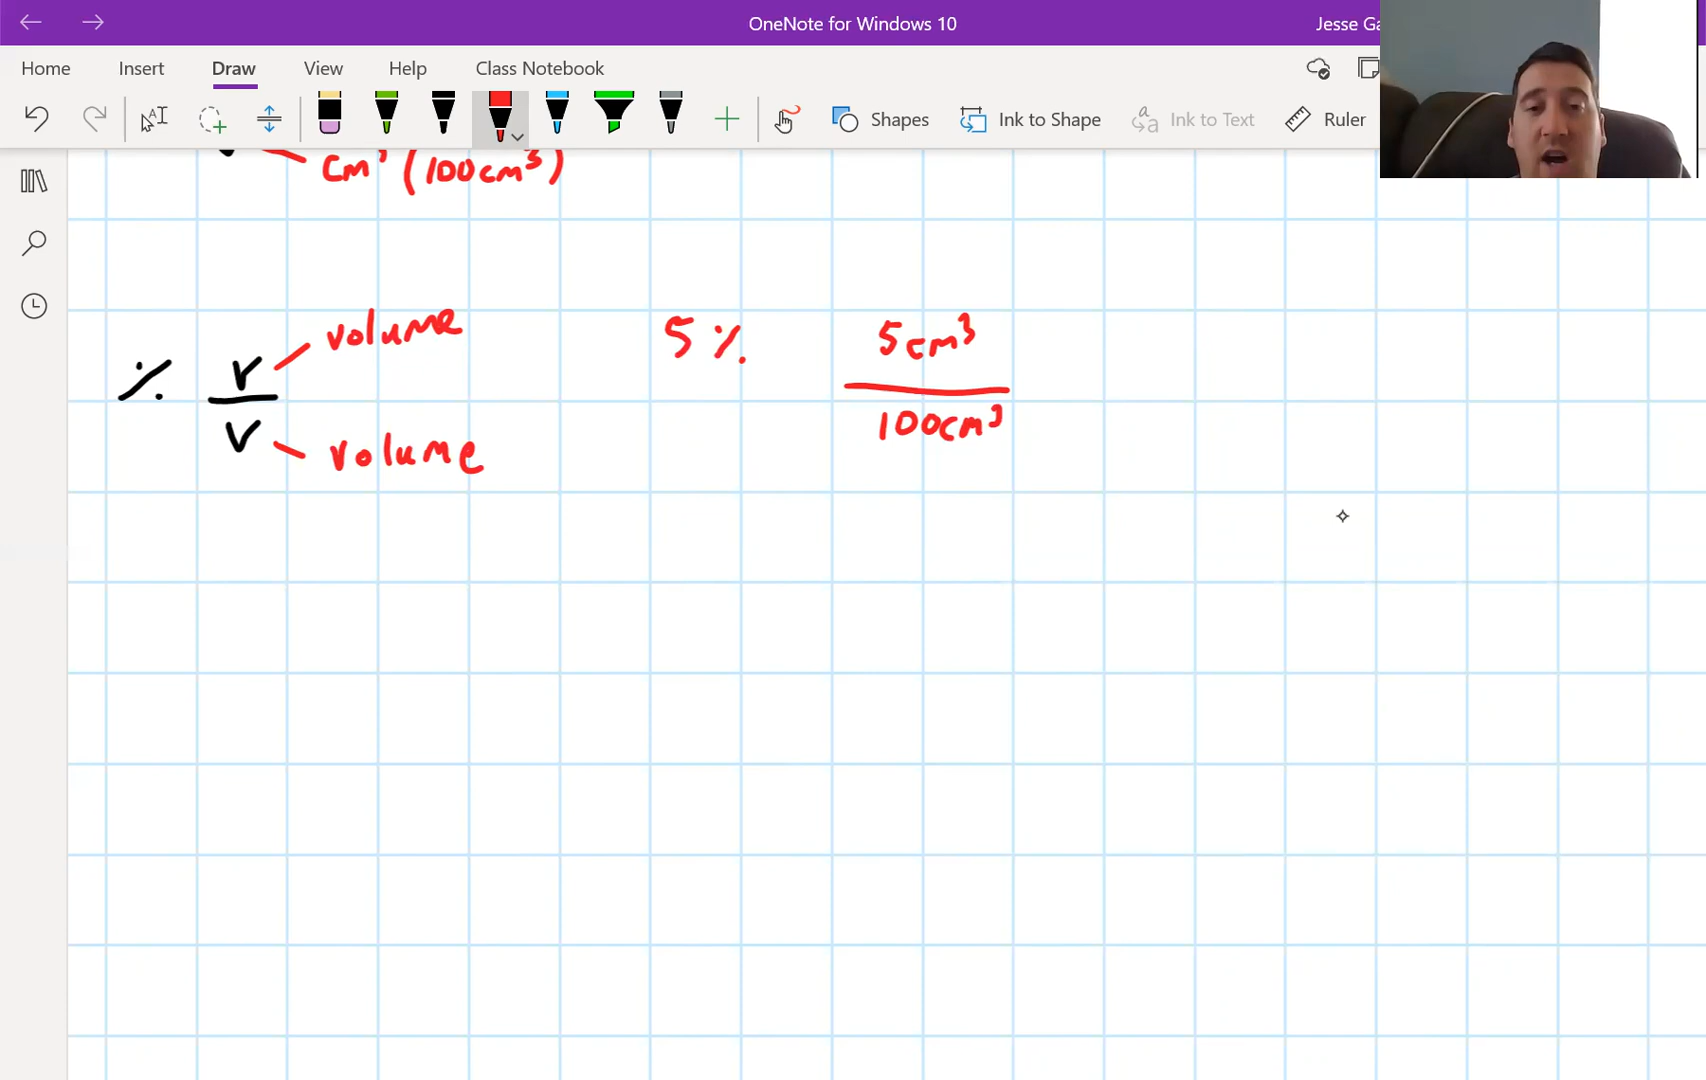 OneNote for Windows 10
Jesse Ga
Home Insert Draw View Help Class Notebook
Shapes Ink to Shape Ink to Text Ruler
cm³ (100cm³)
% v/v
volume
volume
5%
5cm³
100cm³